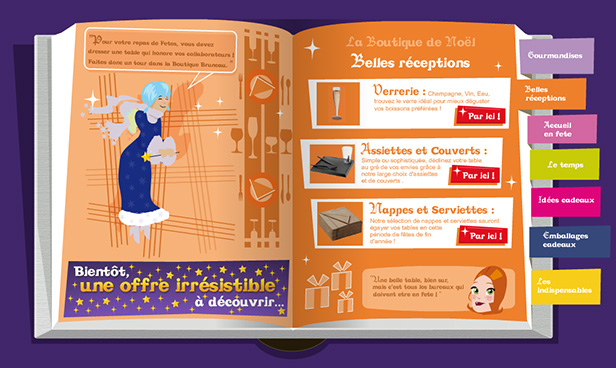 "Pour votre repas de Fetes, vous devez
dresser une table qui honore vos collaborateurs !
Faites donc un tour dans la Boutique Bruneau. "
Bientôt,
une offre irrésistible
à découvrir...
La Boutique de Noël
Belles réceptions
Verrerie : Champagne, Vin, Eau,
trouvez le verre idéal pour mieux déguster
vos boissons préférées !
Par ici !
Assiettes et Couverts :
Simple ou sophistiquée, déclinez votre table
au gré de vos envies grâce à
notre large choix d'assiettes
et de couverts .
Par ici !
Nappes et Serviettes :
Notre sélection de nappes et serviettes sauront
égayer vos tables en cette
période de fêtes de fin
d'année !
Par ici !
"Une belle table, bien sur,
mais c'est tous les bureaux qui
doivent etre en fete ! "
Gourmandises
Belles
réceptions
Accueil
en fete
Le temps
Idées cadeaux
Emballages
cadeaux
Les
indispensables